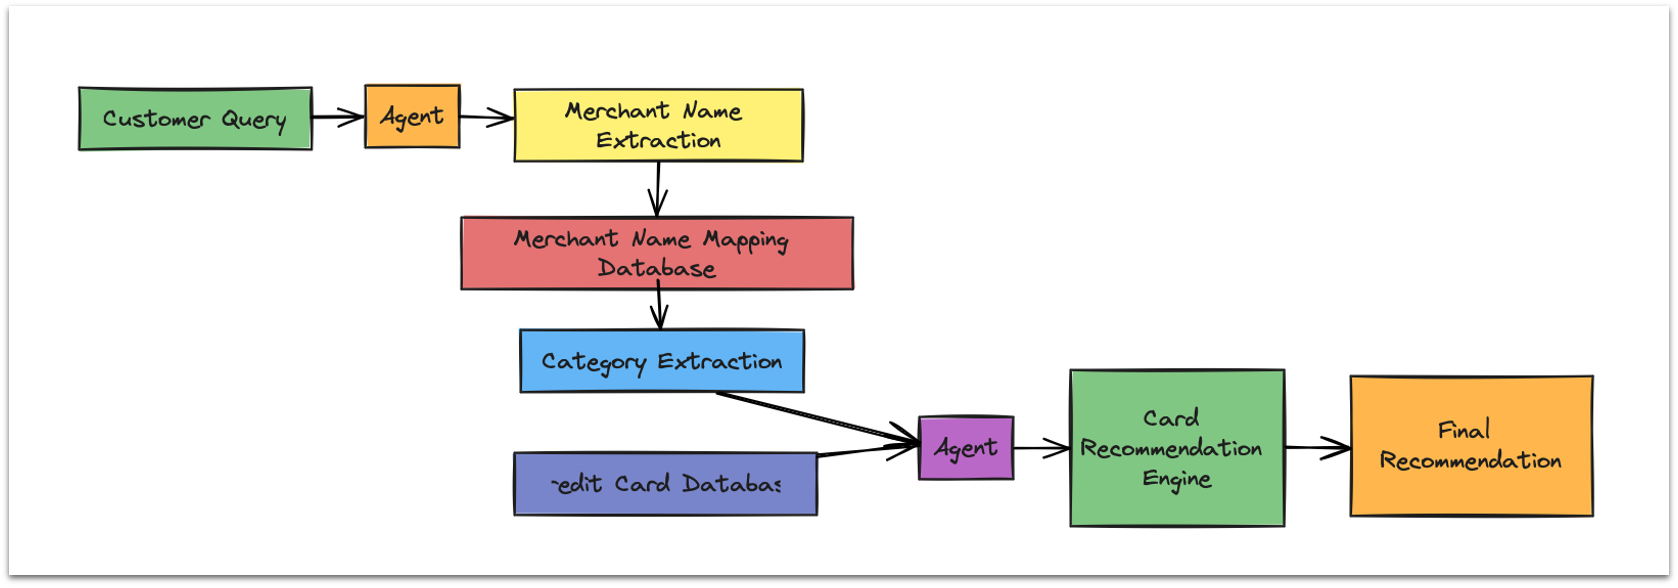 Customer Query
Agent
Merchant Name
Extraction
Merchant Name Mapping
Database
Category Extraction
Card
Recommendation
Engine
Final
Recommendation
Agent
edit Card Databas